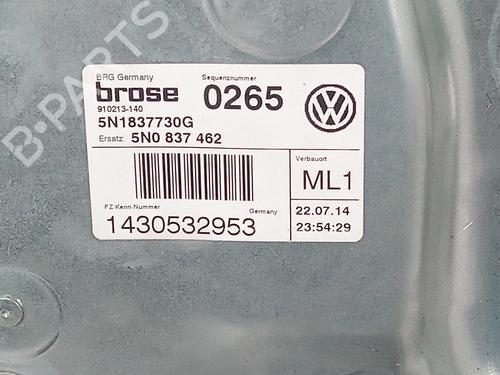 B-PARTS
BRG Germany
brose
910213-140
Sequenznummer
0265
5N1837730G
Ersatz: 5N0 837 462
Verbauort
ML1
FZ-Kenn-Nummer
Germany
1430532953
22.07.14
23:54:29